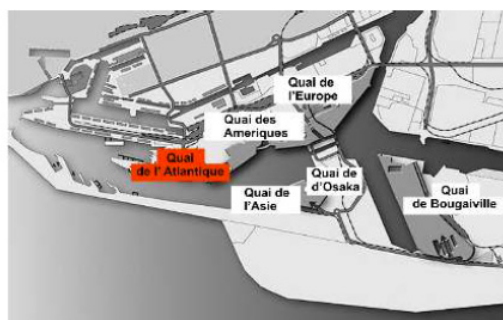 Quai de
l'Europe
Quai des
Ameriques
Quai
de l' Atlantique
Quai de
l'Asie
Quai de
d'Osaka
Quai
de Bougaiville